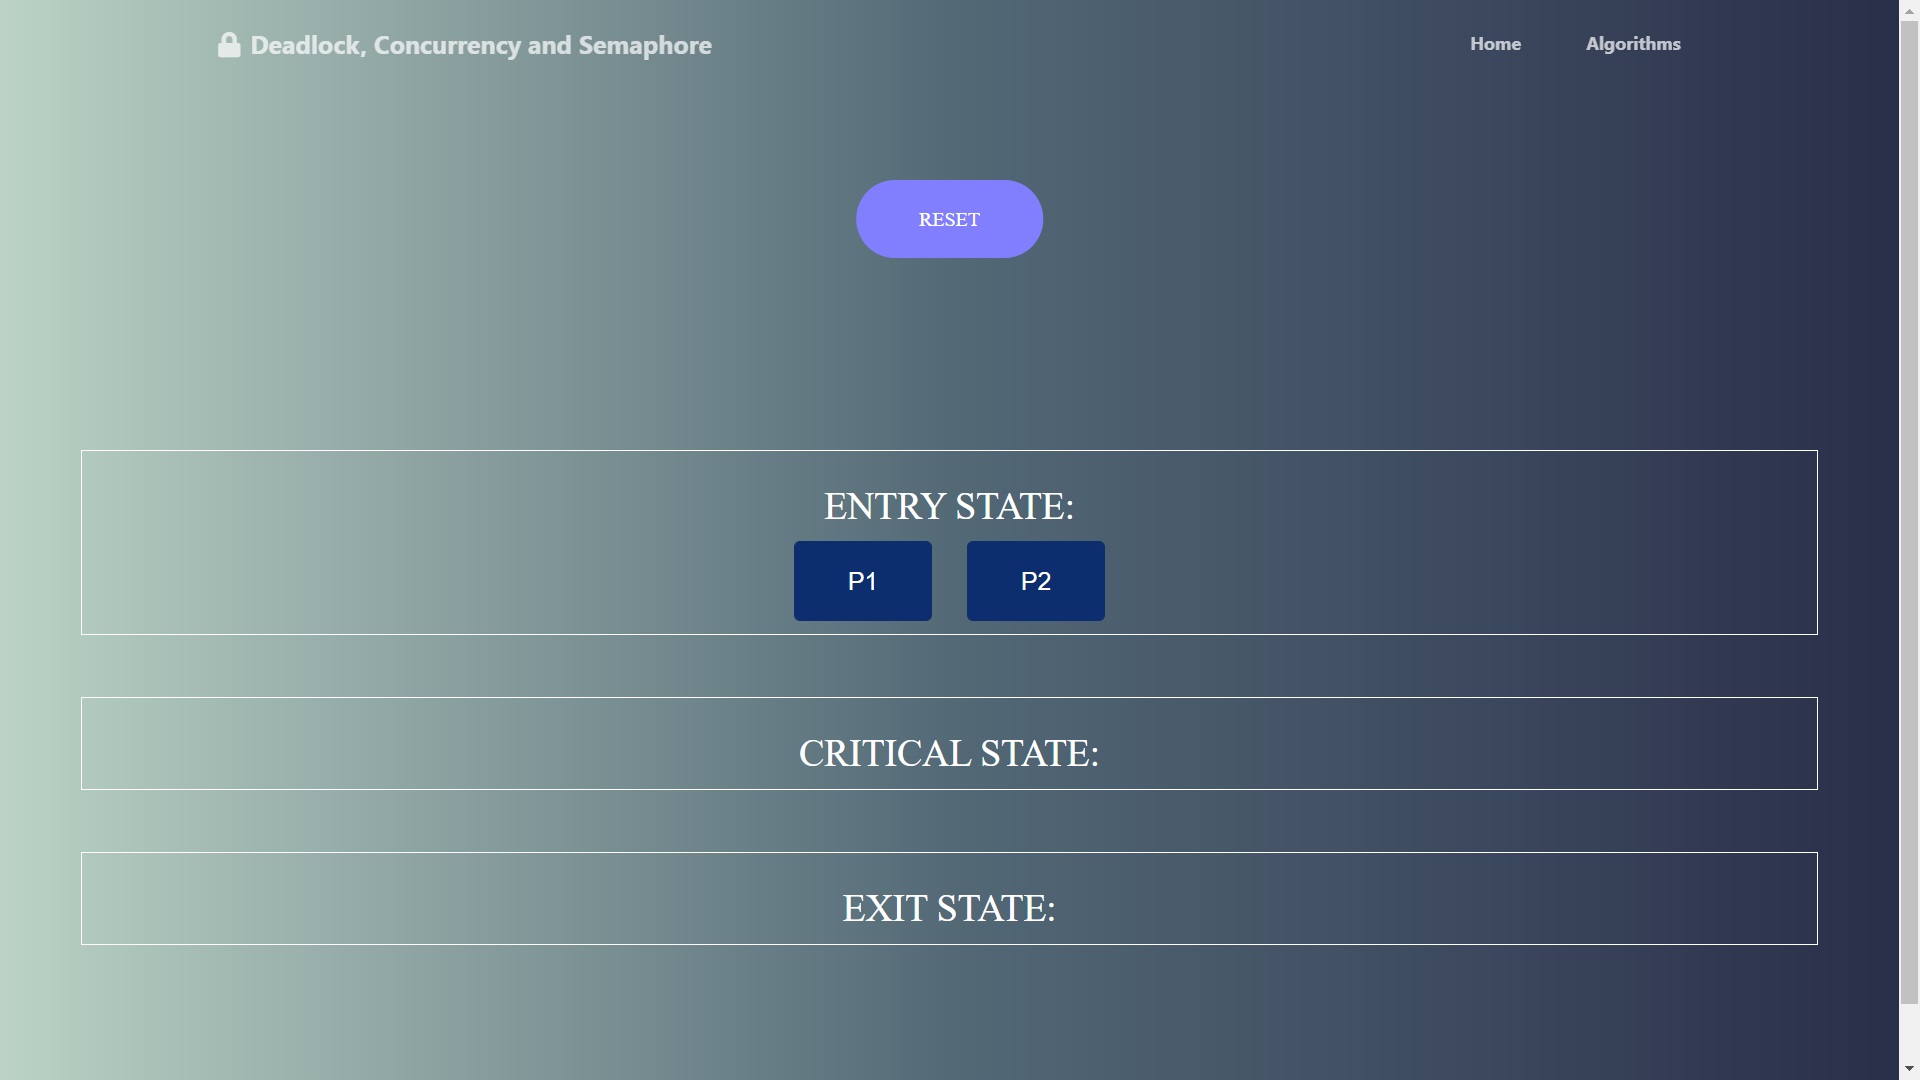 Deadlock, Concurrency and Semaphore
Home
Algorithms
RESET
ENTRY STATE:
P1
P2
CRITICAL STATE:
EXIT STATE: